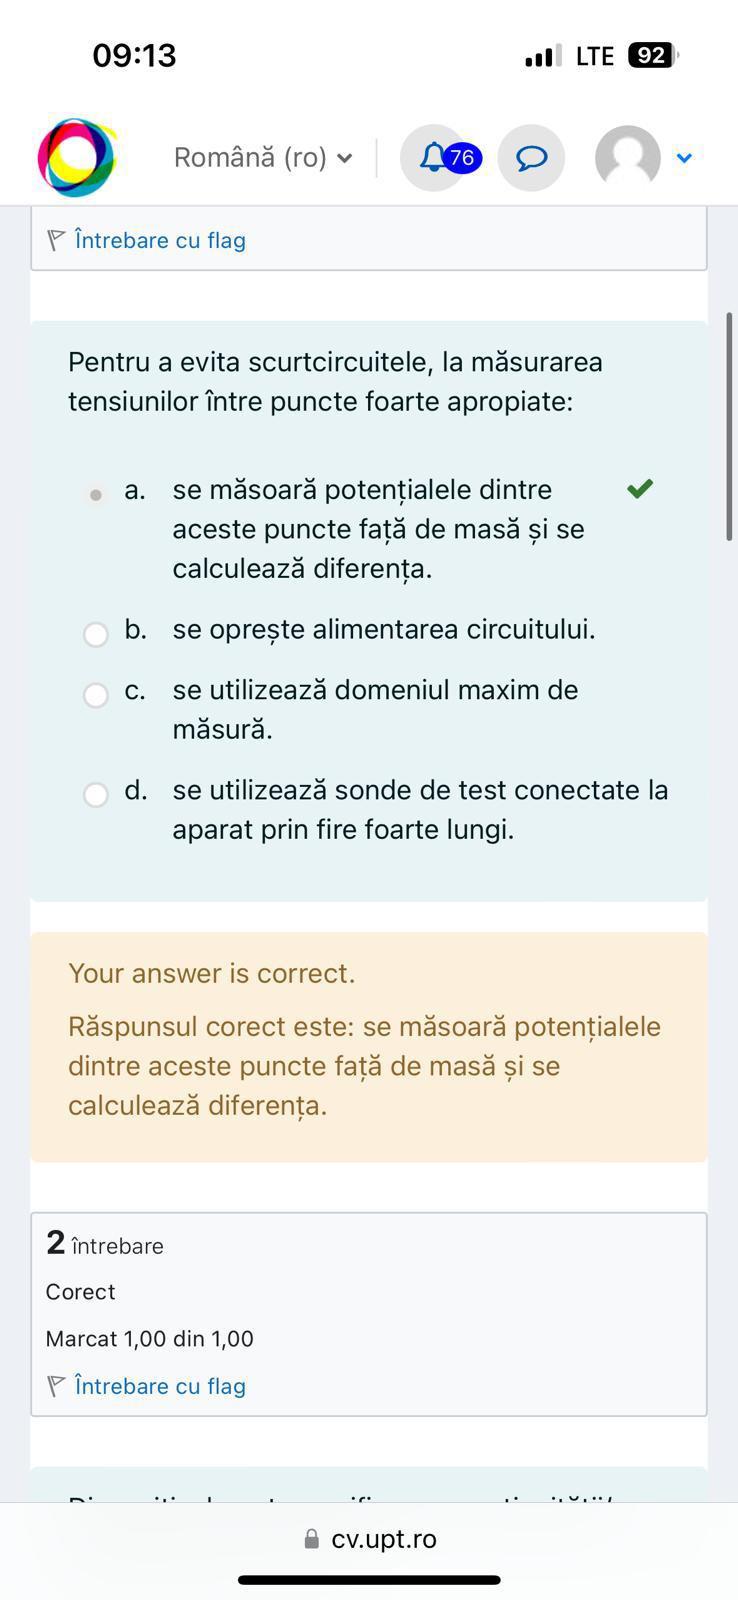 09:13 LTE 92
Română (ro) 76
Întrebare cu flag
Pentru a evita scurtcircuitele, la măsurarea
tensiunilor între puncte foarte apropiate:
a. se măsoară potențialele dintre
aceste puncte față de masă și se
calculează diferența.
b. se oprește alimentarea circuitului.
c. se utilizează domeniul maxim de
măsură.
d. se utilizează sonde de test conectate la
aparat prin fire foarte lungi.
Your answer is correct.
Răspunsul corect este: se măsoară potențialele
dintre aceste puncte față de masă și se
calculează diferența.
2 întrebare
Corect
Marcat 1,00 din 1,00
Întrebare cu flag
cv.upt.ro